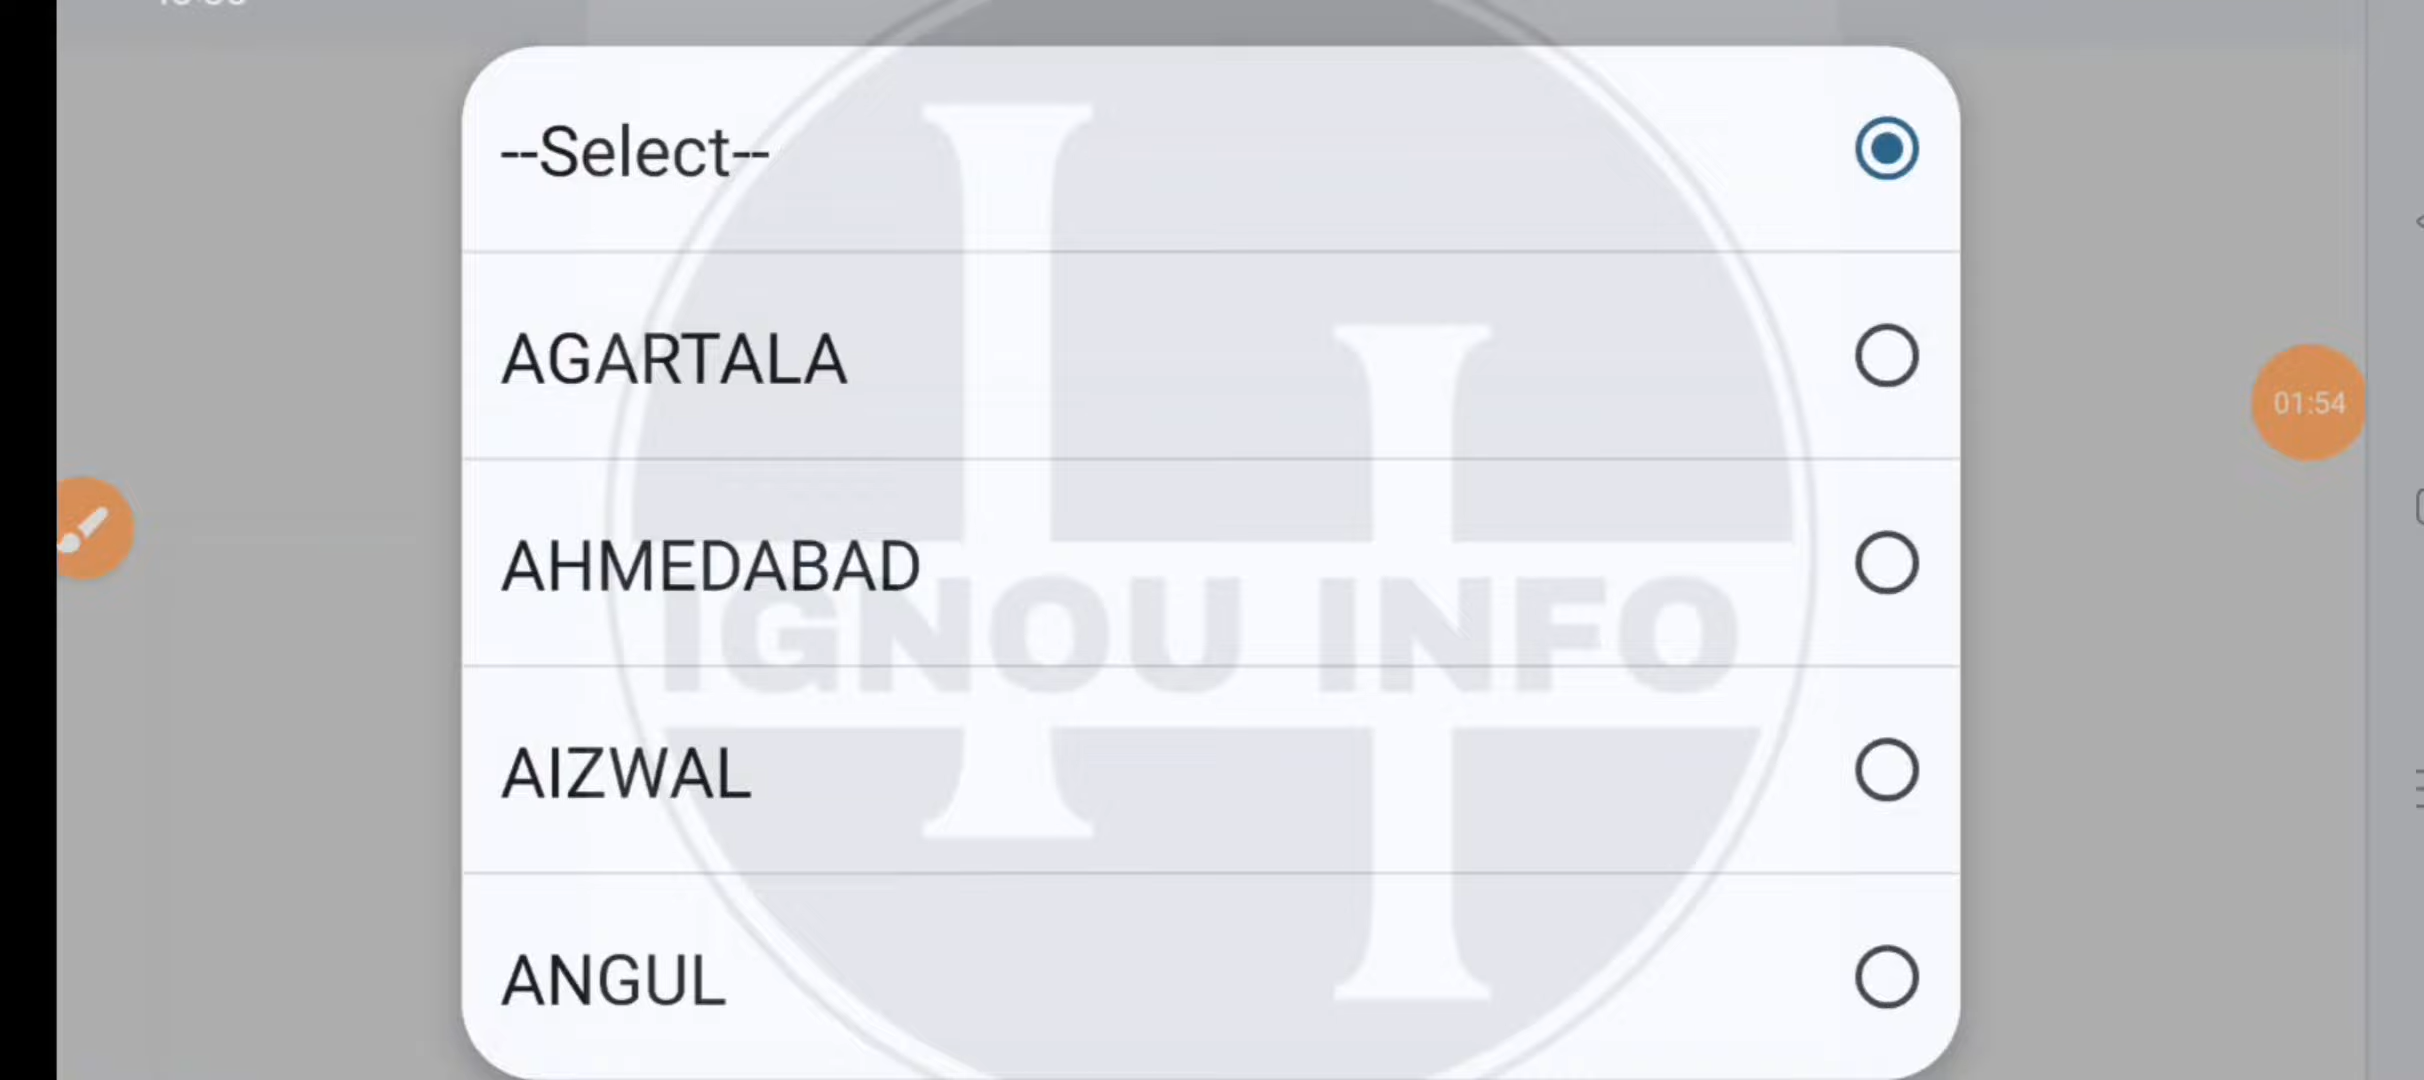 --Select--
AGARTALA
01:54
AHMEDABAD
IGNOU INFO
AIZWAL
ANGUL